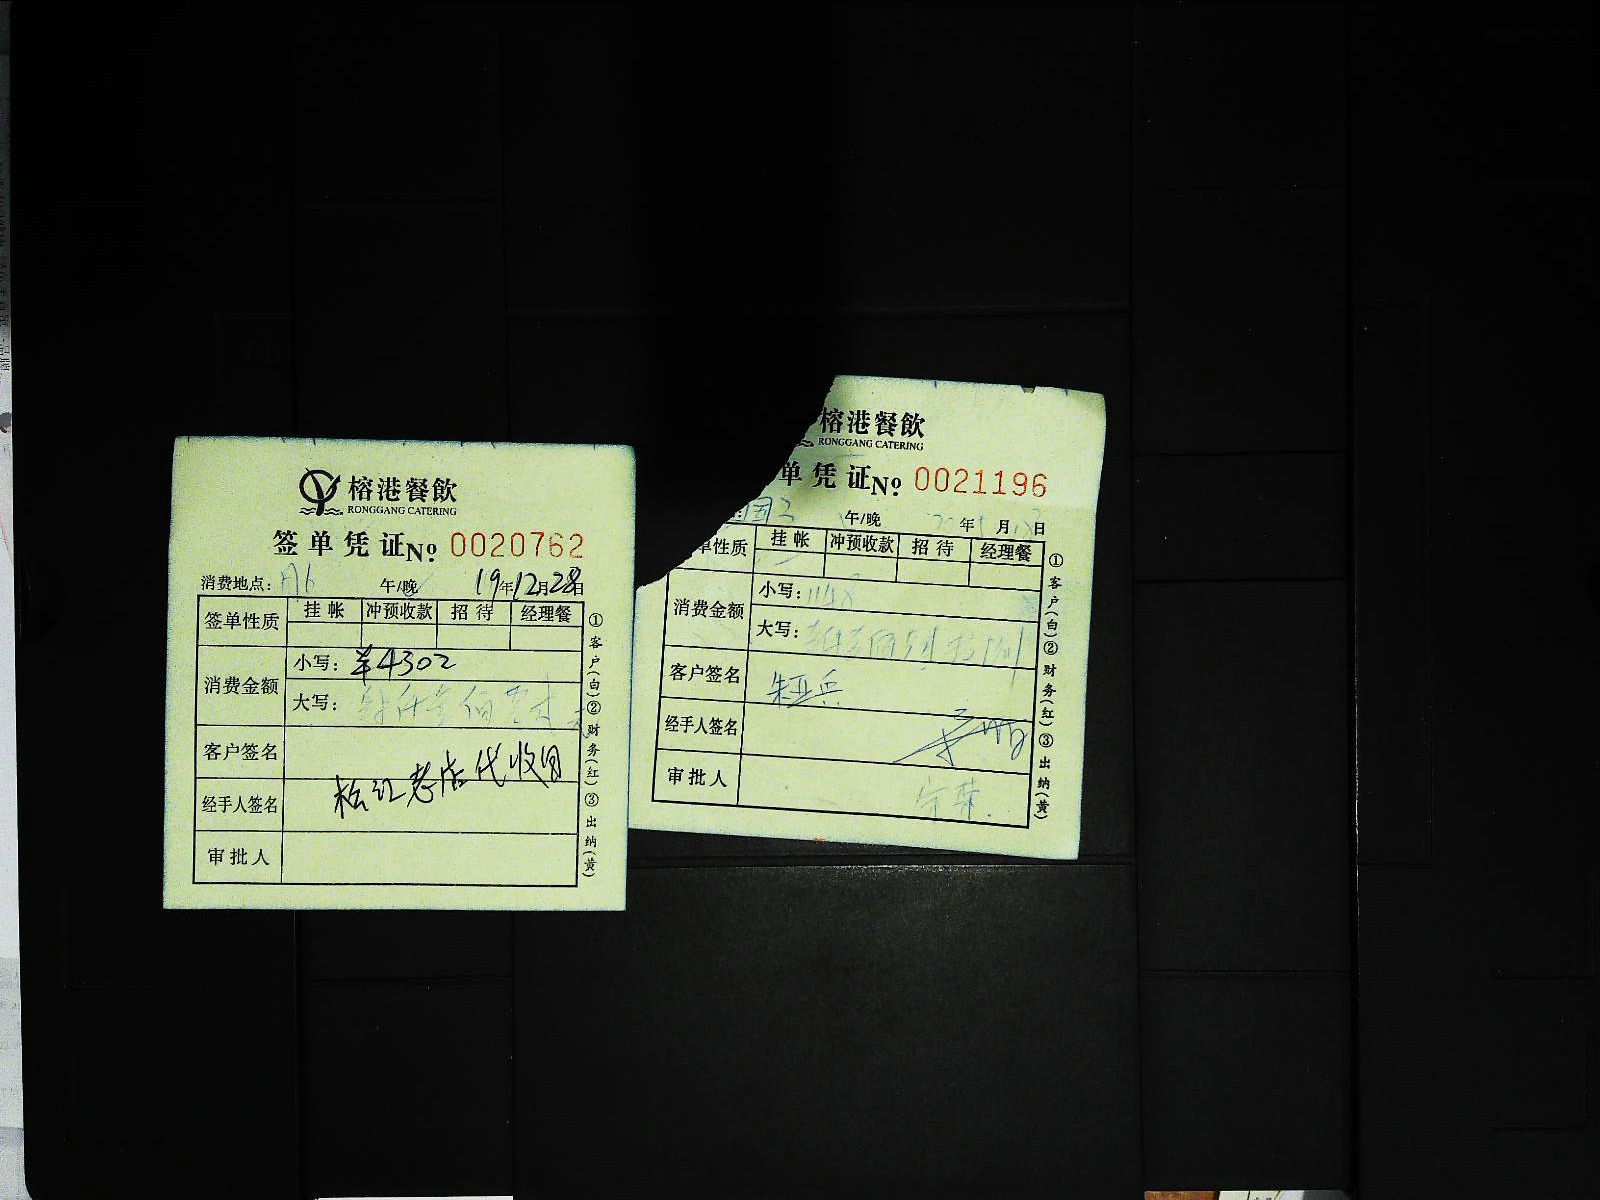 榕港餐飲
RONGGANG CATERING
签单凭证 No 0020762
消费地点: 午/晚 19年12月28日
签单性质 挂帐 冲预收款 招待 经理餐
消费金额 小写: ¥4302
大写:
客户签名
松江老店代收
经手人签名
审批人
①客户(白)②财务(红)③出纳(黄)
榕港餐飲
RONGGANG CATERING
单凭证 No 0021196
午/晚 年 月 日
单性质 挂帐 冲预收款 招待 经理餐
消费金额 小写:
大写:
客户签名 朱亚兵
经手人签名
审批人
①客户(白)②财务(红)③出纳(黄)